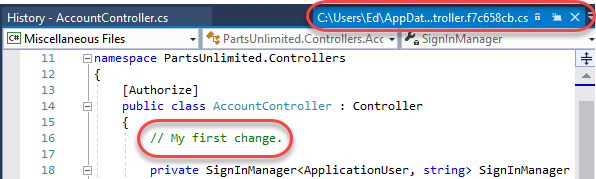 History - AccountController.cs
C:\Users\Ed\AppDat...troller.f7c658cb.cs
C# Miscellaneous Files
PartsUnlimited.Controllers.Acc
SignInManager
11 namespace PartsUnlimited.Controllers
12 {
13 [Authorize]
14 public class AccountController : Controller
15 {
16 // My first change.
17
18 private SignInManager<ApplicationUser, string> SignInManager